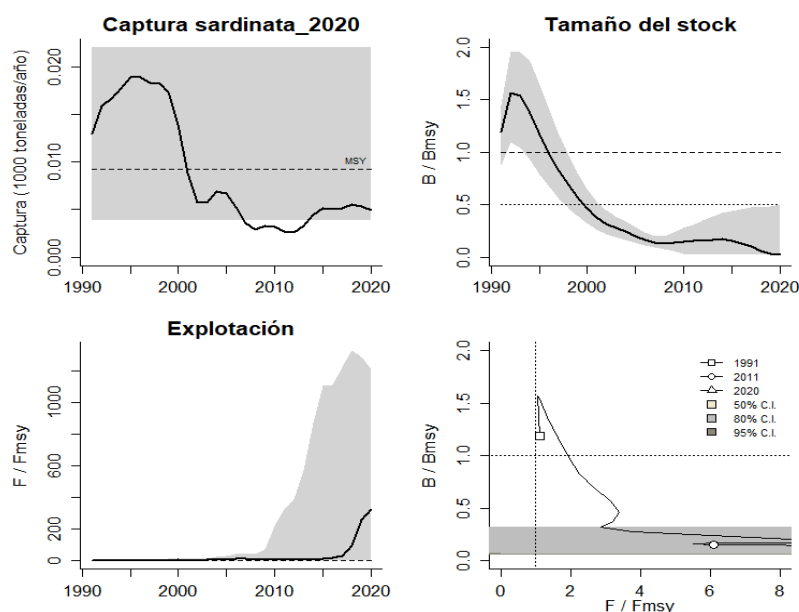 Captura sardinata_2020
Captura (1000 toneladas/año)
0.000 0.010 0.020
MSY
1990 2000 2010 2020
Tamaño del stock
B / Bmsy
0.0 0.5 1.0 1.5 2.0
1990 2000 2010 2020
Explotación
F / Fmsy
0 200 600 1000
1990 2000 2010 2020
B / Bmsy
0.0 0.5 1.0 1.5 2.0
1991
2011
2020
50% C.I.
80% C.I.
95% C.I.
0 2 4 6 8
F / Fmsy